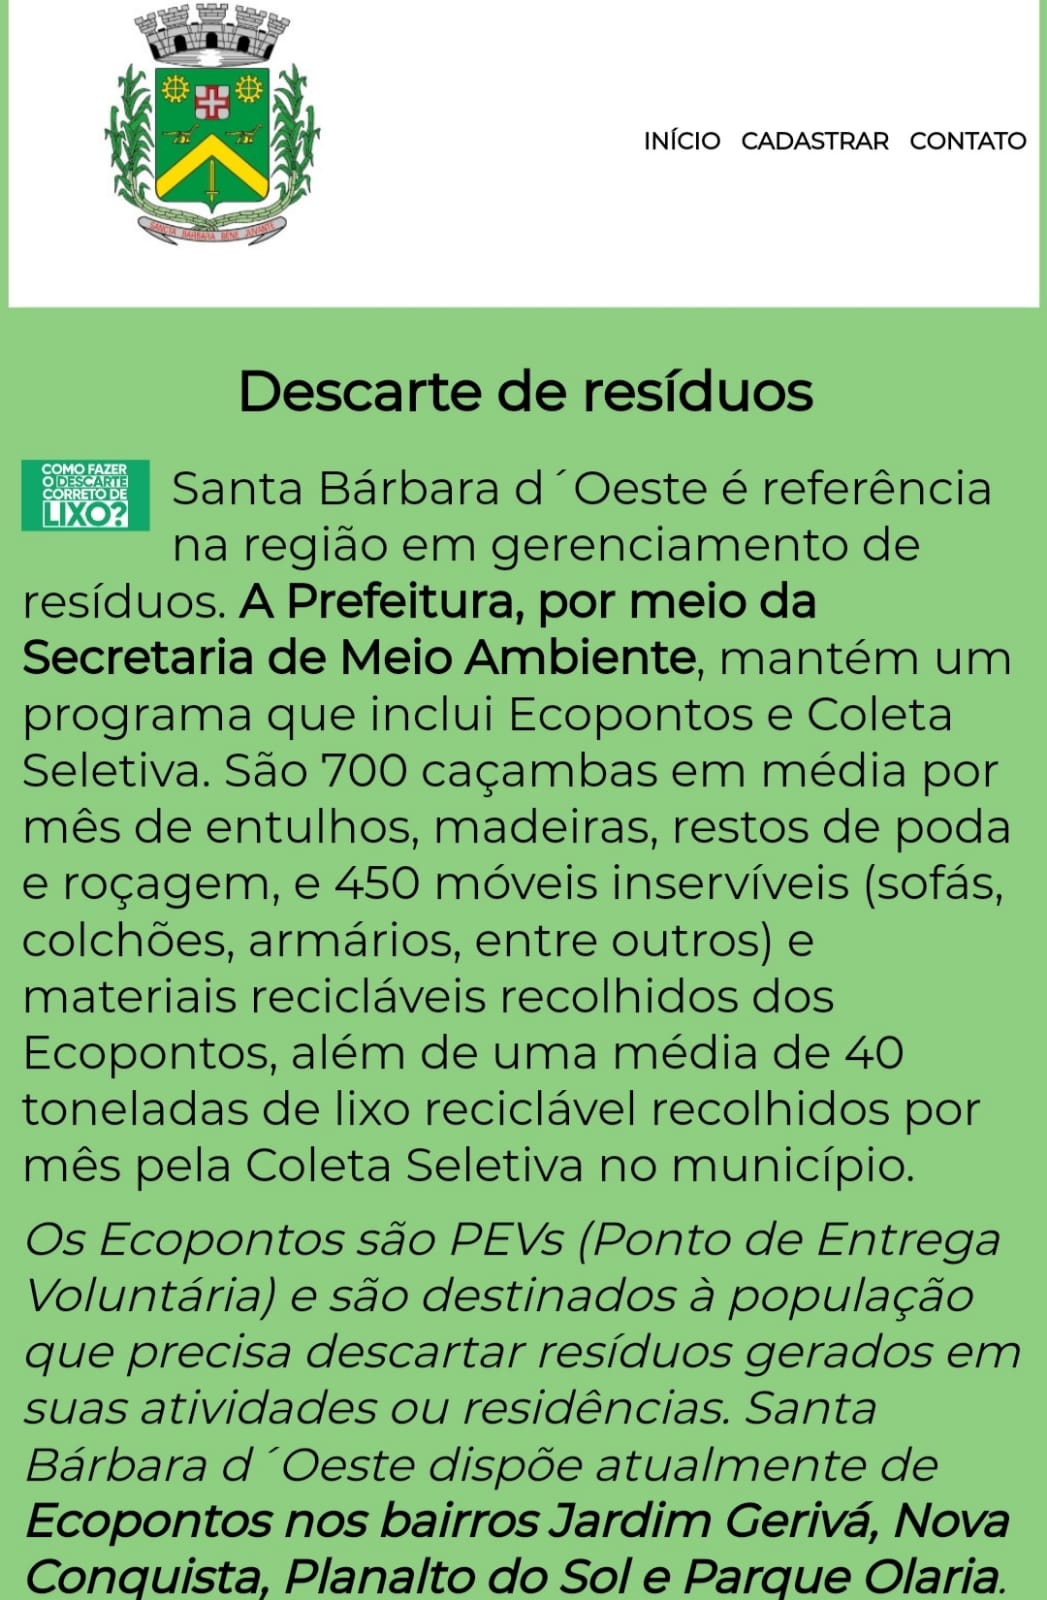 SANCTA BARBARA BENE JUVANTE
INÍCIO CADASTRAR CONTATO
Descarte de resíduos
COMO FAZER
O DESCARTE
CORRETO DE
LIXO?
Santa Bárbara d´Oeste é referência
na região em gerenciamento de
resíduos. A Prefeitura, por meio da
Secretaria de Meio Ambiente, mantém um
programa que inclui Ecopontos e Coleta
Seletiva. São 700 caçambas em média por
mês de entulhos, madeiras, restos de poda
e roçagem, e 450 móveis inservíveis (sofás,
colchões, armários, entre outros) e
materiais recicláveis recolhidos dos
Ecopontos, além de uma média de 40
toneladas de lixo reciclável recolhidos por
mês pela Coleta Seletiva no município.
Os Ecopontos são PEVs (Ponto de Entrega
Voluntária) e são destinados à população
que precisa descartar resíduos gerados em
suas atividades ou residências. Santa
Bárbara d´Oeste dispõe atualmente de
Ecopontos nos bairros Jardim Gerivá, Nova
Conquista, Planalto do Sol e Parque Olaria.